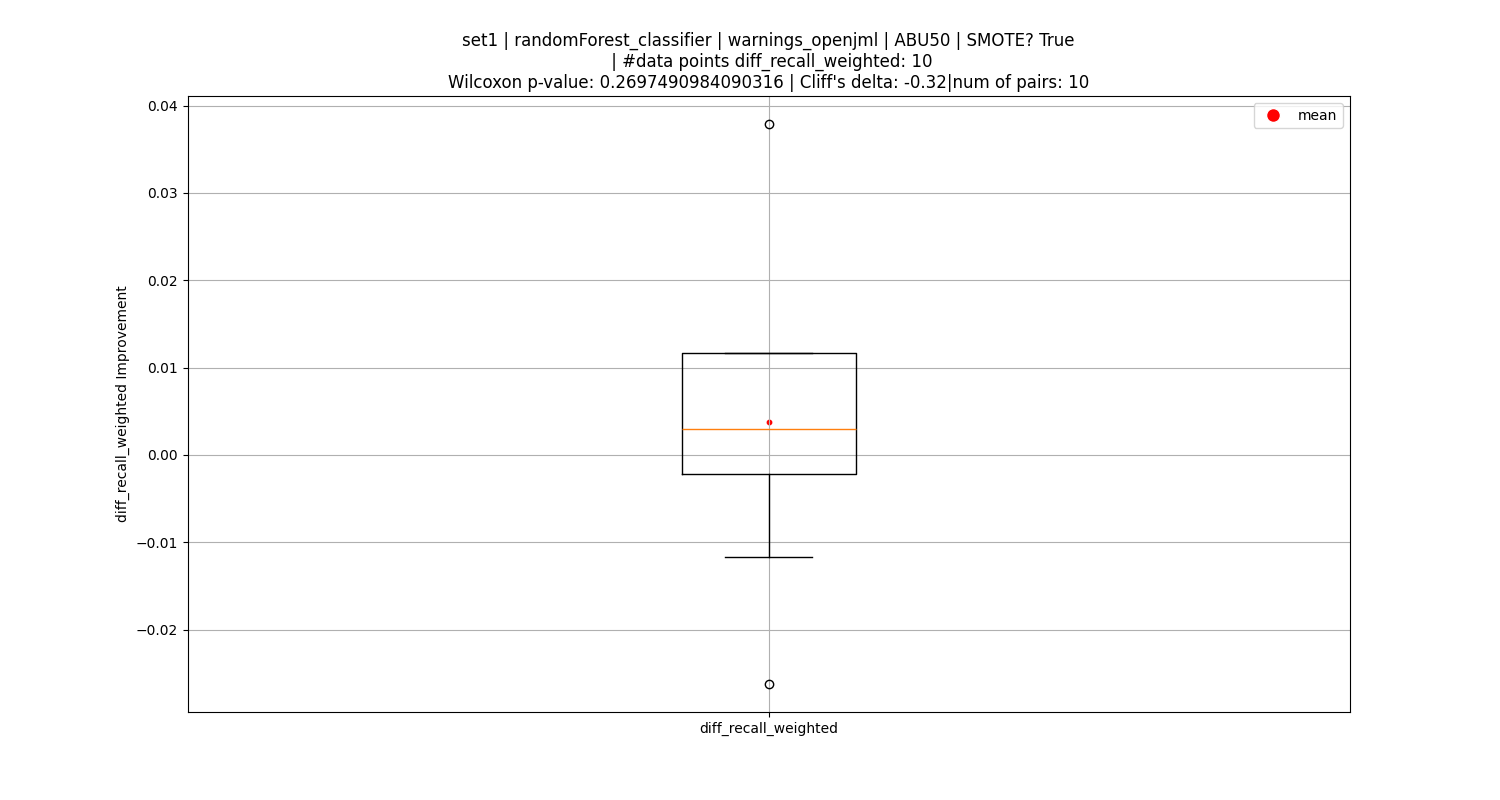 set1 | randomForest_classifier | warnings_openjml | ABU50 | SMOTE? True
| #data points diff_recall_weighted: 10
Wilcoxon p-value: 0.2697490984090316 | Cliff's delta: -0.32|num of pairs: 10
mean
0.04
0.03
0.02
0.01
0.00
−0.01
−0.02
diff_recall_weighted Improvement
diff_recall_weighted